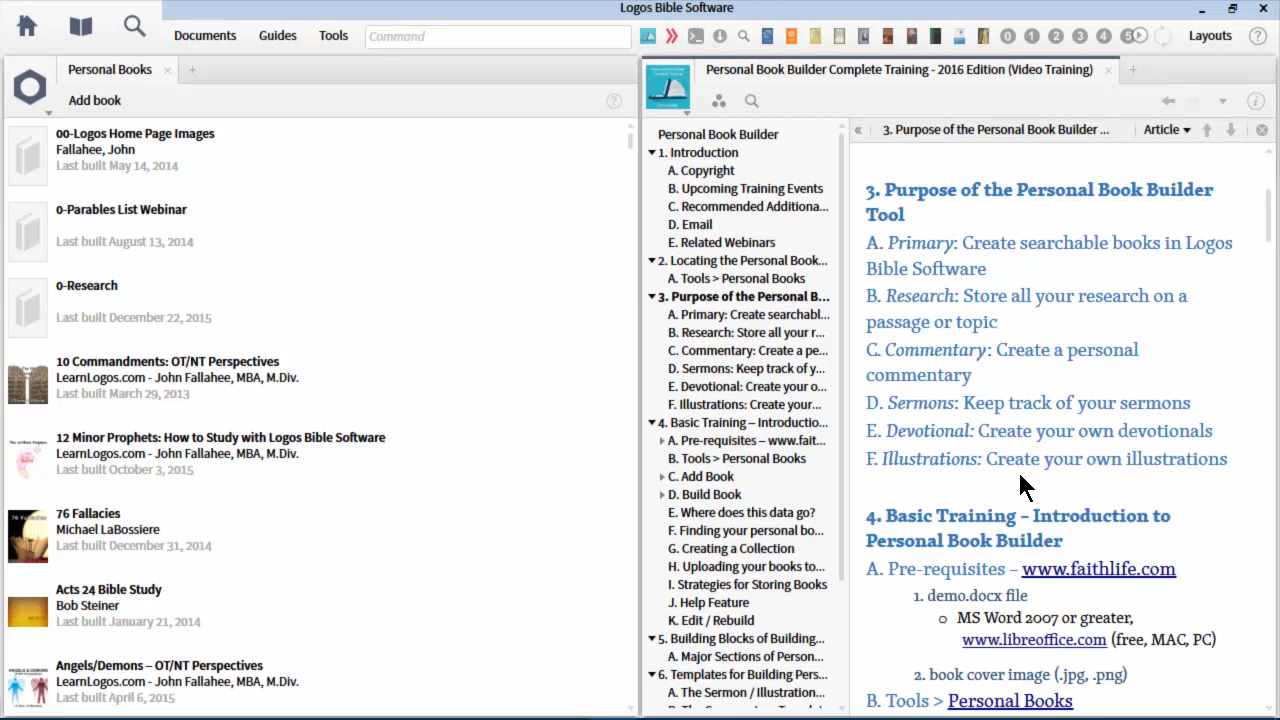 Logos Bible Software
Documents
Guides
Tools
Command
0
1
2
3
4
5
Layouts
Personal Books
Add book
00-Logos Home Page Images
Fallahee, John
Last built May 14, 2014
0-Parables List Webinar
Last built August 13, 2014
0-Research
Last built December 22, 2015
10 Commandments: OT/NT Perspectives
LearnLogos.com - John Fallahee, MBA, M.Div.
Last built March 29, 2013
12 Minor Prophets: How to Study with Logos Bible Software
LearnLogos.com - John Fallahee, MBA, M.Div.
Last built October 3, 2015
76 Fallacies
Michael LaBossiere
Last built December 31, 2014
Acts 24 Bible Study
Bob Steiner
Last built January 21, 2014
Angels/Demons – OT/NT Perspectives
LearnLogos.com - John Fallahee, MBA, M.Div.
Last built April 6, 2015
Personal Book Builder Complete Training - 2016 Edition (Video Training)
Personal Book Builder
1. Introduction
A. Copyright
B. Upcoming Training Events
C. Recommended Additiona...
D. Email
E. Related Webinars
2. Locating the Personal Book...
A. Tools > Personal Books
3. Purpose of the Personal B...
A. Primary: Create searchabl...
B. Research: Store all your r...
C. Commentary: Create a pe...
D. Sermons: Keep track of y...
E. Devotional: Create your o...
F. Illustrations: Create your...
4. Basic Training – Introductio...
A. Pre-requisites – www.fait...
B. Tools > Personal Books
C. Add Book
D. Build Book
E. Where does this data go?
F. Finding your personal bo...
G. Creating a Collection
H. Uploading your books to...
I. Strategies for Storing Books
J. Help Feature
K. Edit / Rebuild
5. Building Blocks of Building...
A. Major Sections of Person...
6. Templates for Building Pers...
A. The Sermon / Illustration...
« 3. Purpose of the Personal Book Builder ...
Article
3. Purpose of the Personal Book Builder
Tool
A. Primary: Create searchable books in Logos
Bible Software
B. Research: Store all your research on a
passage or topic
C. Commentary: Create a personal
commentary
D. Sermons: Keep track of your sermons
E. Devotional: Create your own devotionals
F. Illustrations: Create your own illustrations
4. Basic Training – Introduction to
Personal Book Builder
A. Pre-requisites – www.faithlife.com
1. demo.docx file
o MS Word 2007 or greater,
www.libreoffice.com (free, MAC, PC)
2. book cover image (.jpg, .png)
B. Tools > Personal Books